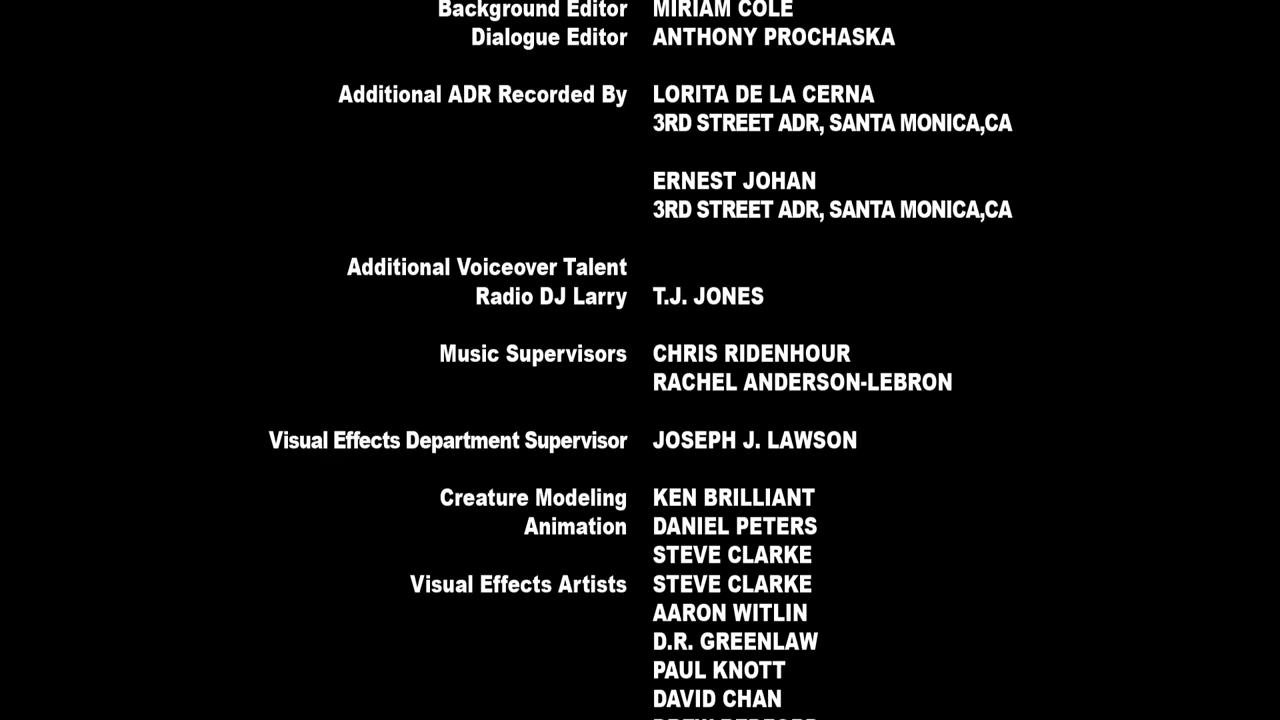 Background Editor MIRIAM COLE
Dialogue Editor ANTHONY PROCHASKA
Additional ADR Recorded By LORITA DE LA CERNA
3RD STREET ADR, SANTA MONICA,CA
ERNEST JOHAN
3RD STREET ADR, SANTA MONICA,CA
Additional Voiceover Talent
Radio DJ Larry T.J. JONES
Music Supervisors CHRIS RIDENHOUR
RACHEL ANDERSON-LEBRON
Visual Effects Department Supervisor JOSEPH J. LAWSON
Creature Modeling KEN BRILLIANT
Animation DANIEL PETERS
STEVE CLARKE
Visual Effects Artists STEVE CLARKE
AARON WITLIN
D.R. GREENLAW
PAUL KNOTT
DAVID CHAN